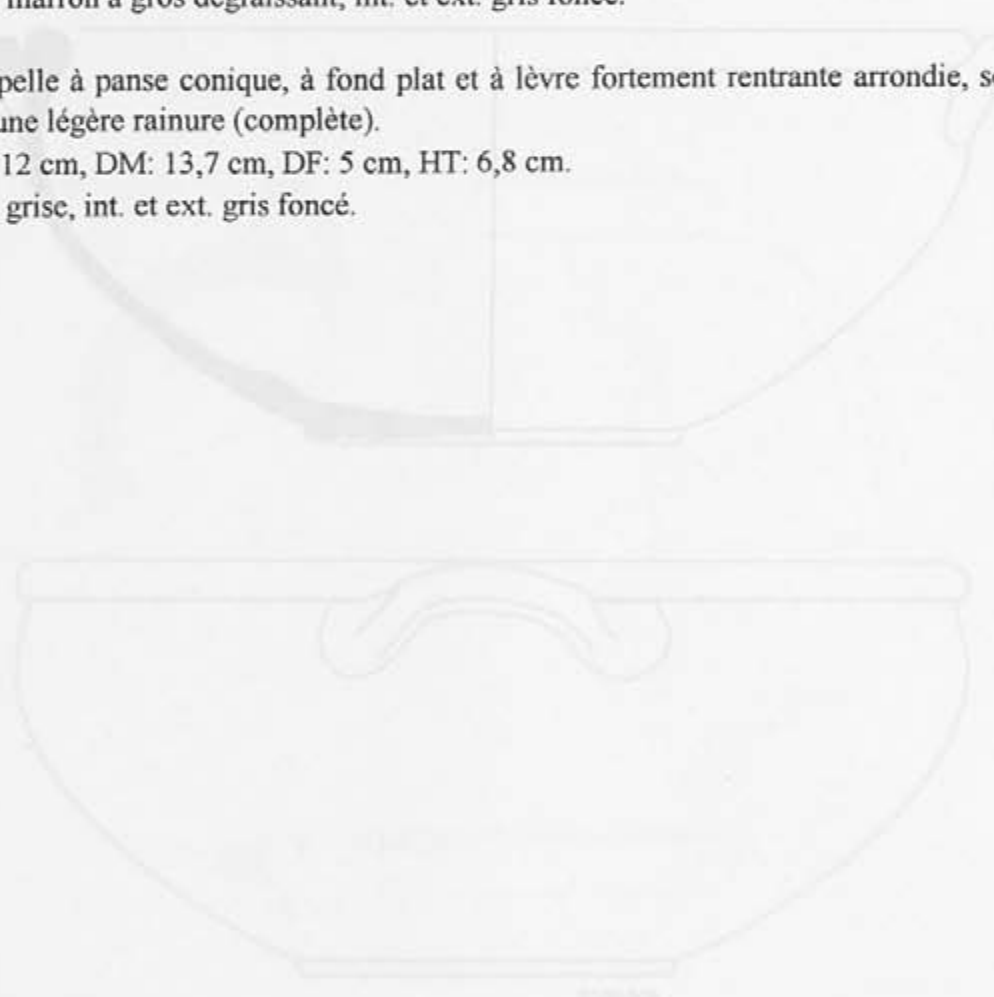 marron à gros dégraissant, int. et ext. gris foncé.
pelle à panse conique, à fond plat et à lèvre fortement rentrante arrondie,
une légère rainure (complète).
12 cm, DM: 13,7 cm, DF: 5 cm, HT: 6,8 cm.
grise, int. et ext. gris foncé.